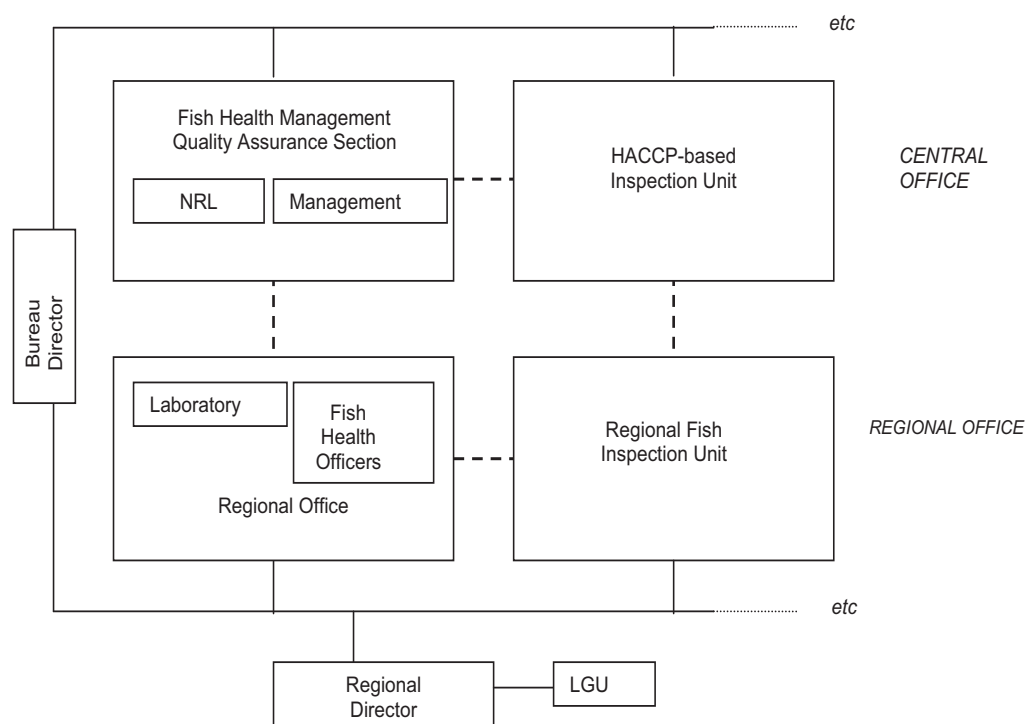 etc
Fish Health Management
Quality Assurance Section
NRL
Management
HACCP-based
Inspection Unit
CENTRAL
OFFICE
Bureau
Director
Laboratory
Fish
Health
Officers
Regional Office
Regional Fish
Inspection Unit
REGIONAL OFFICE
etc
Regional
Director
LGU